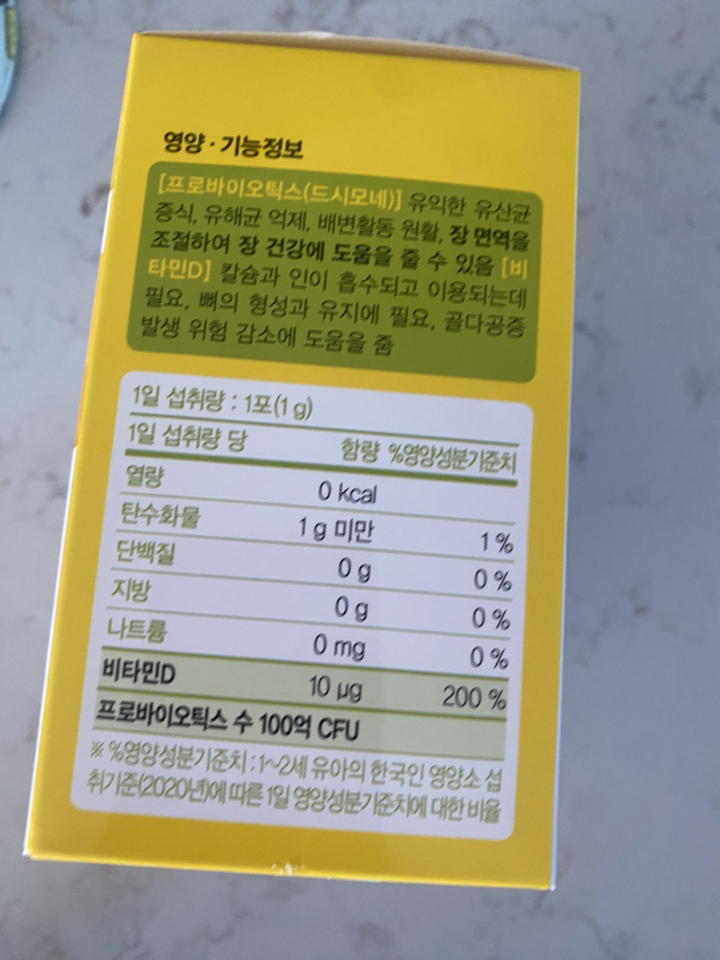 영양·기능정보
[프로바이오틱스(드시모네)] 유익한 유산균
증식, 유해균 억제, 배변활동 원활, 장 면역을
조절하여 장 건강에 도움을 줄 수 있음 [비
타민D] 칼슘과 인이 흡수되고 이용되는데
필요, 뼈의 형성과 유지에 필요, 골다공증
발생 위험 감소에 도움을 줌
1일 섭취량 : 1포(1 g)
1일 섭취량 당 함량 %영양성분기준치
열량 0 kcal
탄수화물 1 g 미만 1 %
단백질 0 g 0 %
지방 0 g 0 %
나트륨 0 mg 0 %
비타민D 10 µg 200 %
프로바이오틱스 수 100억 CFU
※ %영양성분기준치 : 1~2세 유아의 한국인 영양소 섭
취기준(2020년)에 따른 1일 영양성분기준치에 대한 비율